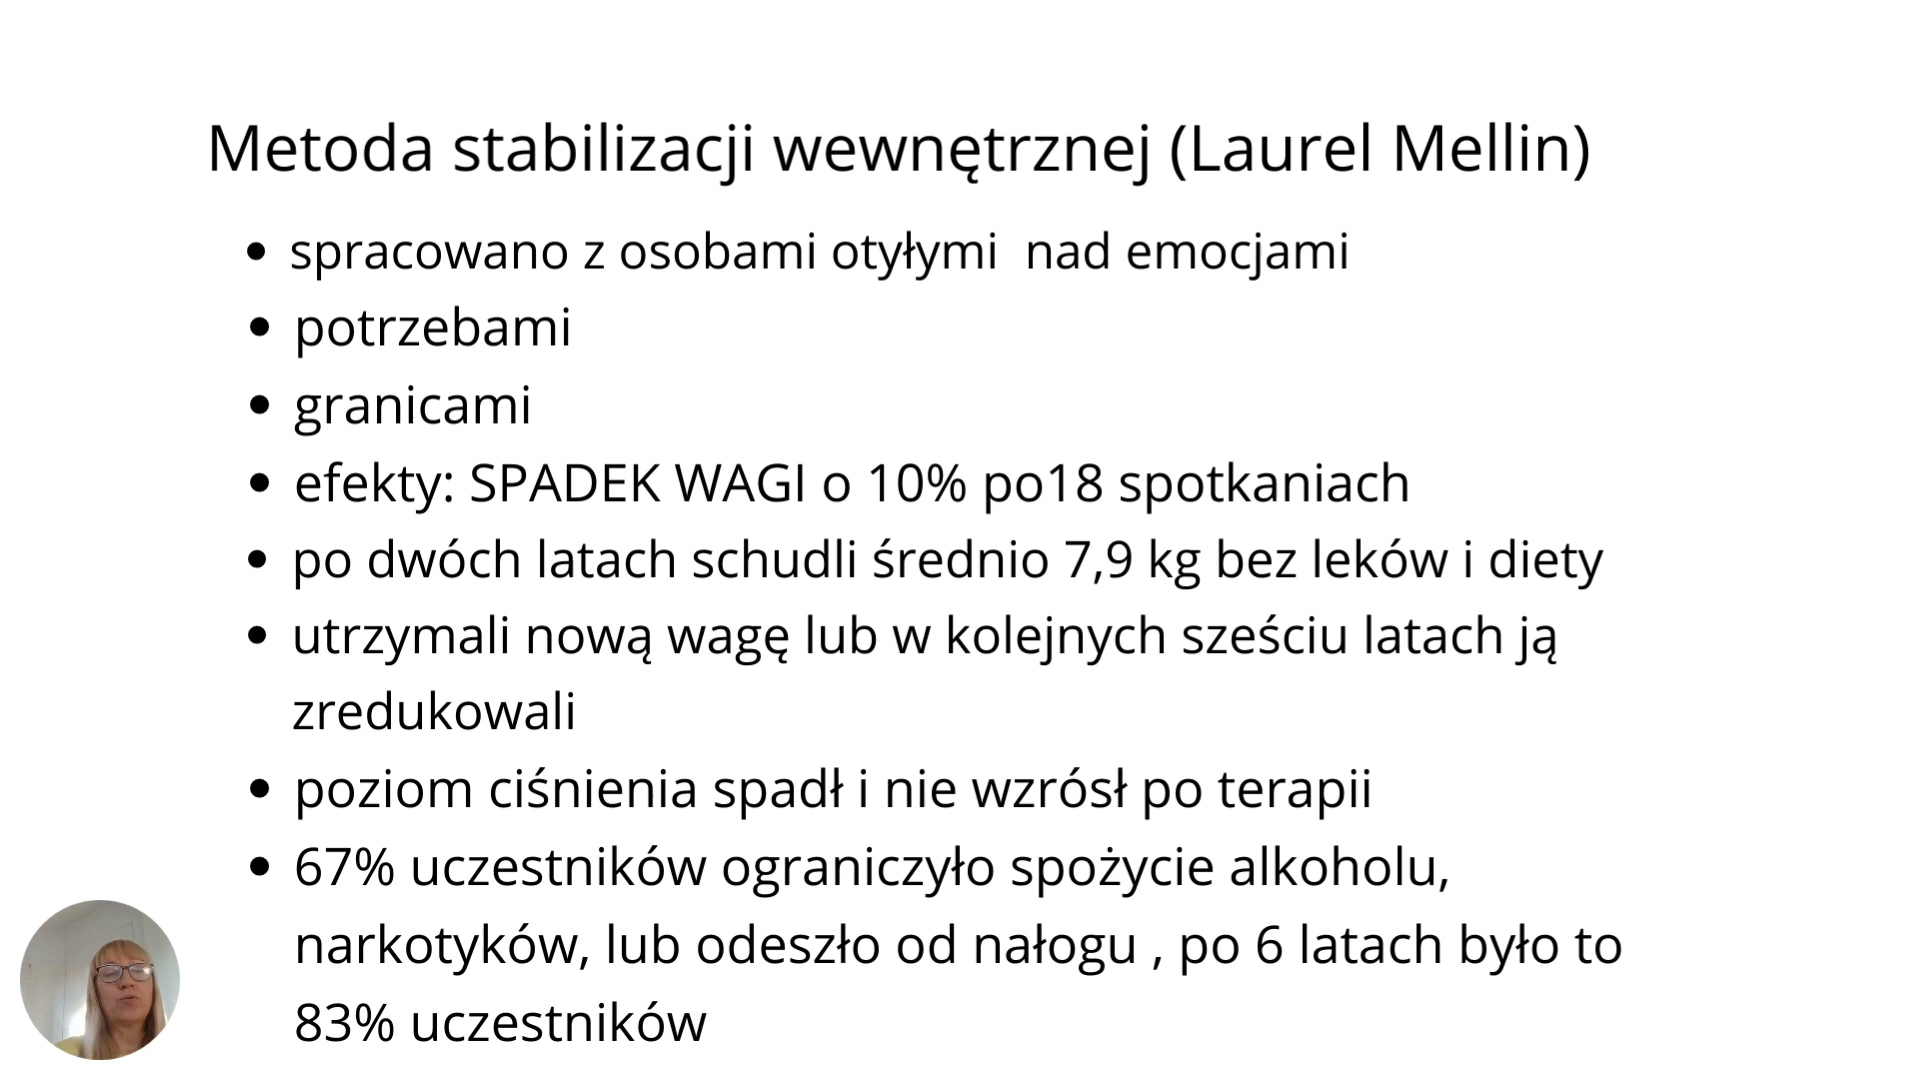 Metoda stabilizacji wewnętrznej (Laurel Mellin)
• spracowano z osobami otyłymi  nad emocjami
• potrzebami
• granicami
• efekty: SPADEK WAGI o 10% po18 spotkaniach
• po dwóch latach schudli średnio 7,9 kg bez leków i diety
• utrzymali nową wagę lub w kolejnych sześciu latach ją
zredukowali
• poziom ciśnienia spadł i nie wzrósł po terapii
• 67% uczestników ograniczyło spożycie alkoholu,
narkotyków, lub odeszło od nałogu , po 6 latach było to
83% uczestników